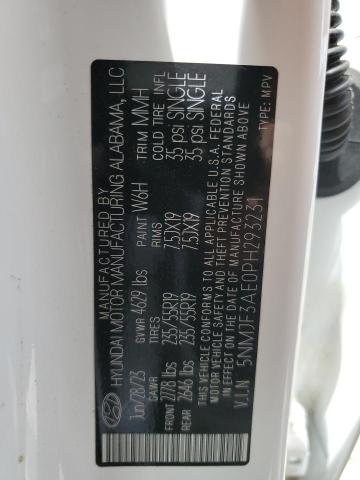 MANUFACTURED BY
HYUNDAI MOTOR MANUFACTURING ALABAMA, LLC
Jun/28/23 GVWR 4629 lbs PAINT W6H TRIM MMH
GAWR TIRES RIMS COLD TIRE INFL
FRONT 2778 lbs 235/55R19 7.5JX19 35 psi SINGLE
REAR 2646 lbs 235/55R19 7.5JX19 35 psi SINGLE
THIS VEHICLE CONFORMS TO ALL APPLICABLE U.S.A. FEDERAL
MOTOR VEHICLE SAFETY AND THEFT PREVENTION STANDARDS
IN EFFECT ON THE DATE OF MANUFACTURE SHOWN ABOVE
V.I.N 5NMJF3AE0PH293231 TYPE: MPV